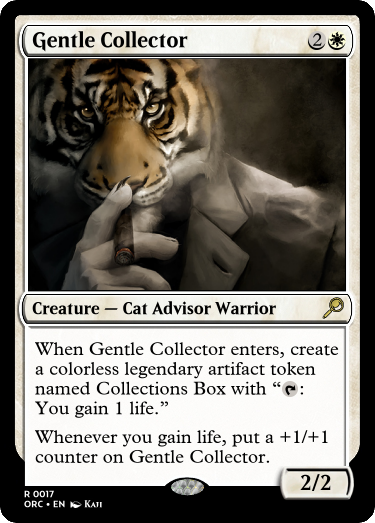 Gentle Collector 2
Creature — Cat Advisor Warrior
When Gentle Collector enters, create
a colorless legendary artifact token
named Collections Box with “ :
You gain 1 life.”
Whenever you gain life, put a +1/+1
counter on Gentle Collector.
2/2
R 0017
ORC • EN Kati